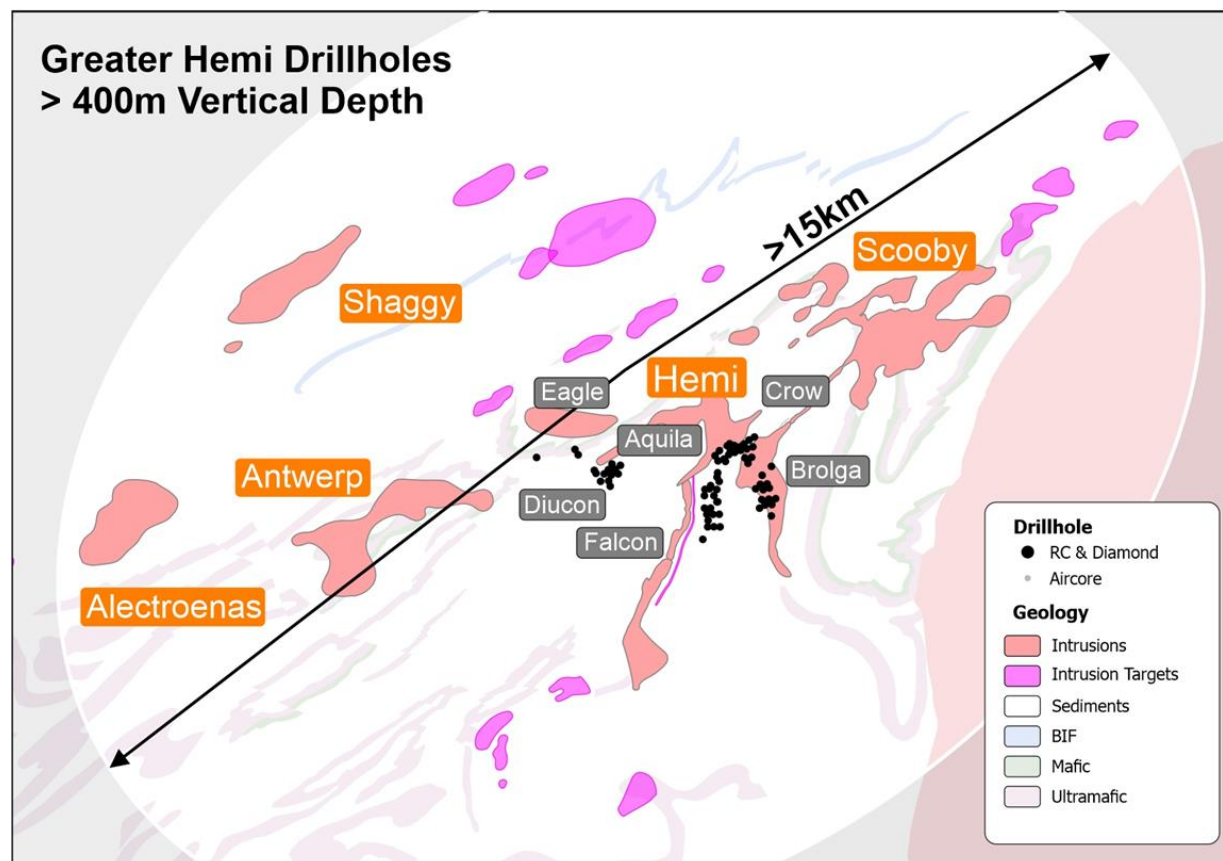 Greater Hemi Drillholes
> 400m Vertical Depth
>15km
Scooby
Shaggy
Hemi
Crow
Eagle
Aquila
Antwerp
Brolga
Diucon
Falcon
Alectroenas
Drillhole
RC & Diamond
Aircore
Geology
Intrusions
Intrusion Targets
Sediments
BIF
Mafic
Ultramafic